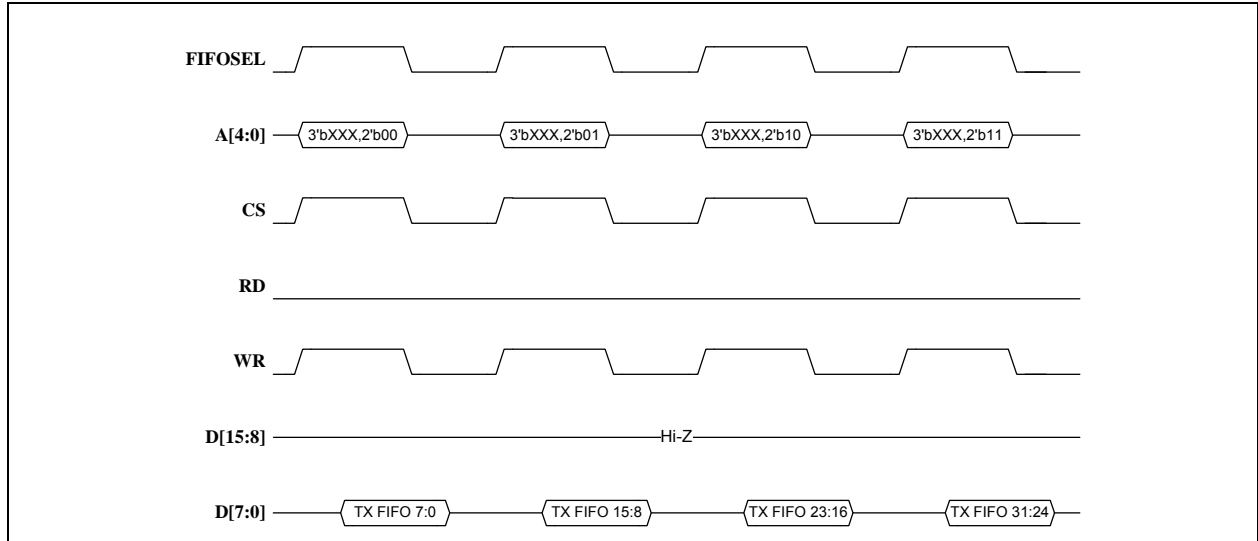 FIFOSEL
A[4:0] 3'bXXX,2'b00 3'bXXX,2'b01 3'bXXX,2'b10 3'bXXX,2'b11
CS
RD
WR
D[15:8] Hi-Z
D[7:0] TX FIFO 7:0 TX FIFO 15:8 TX FIFO 23:16 TX FIFO 31:24